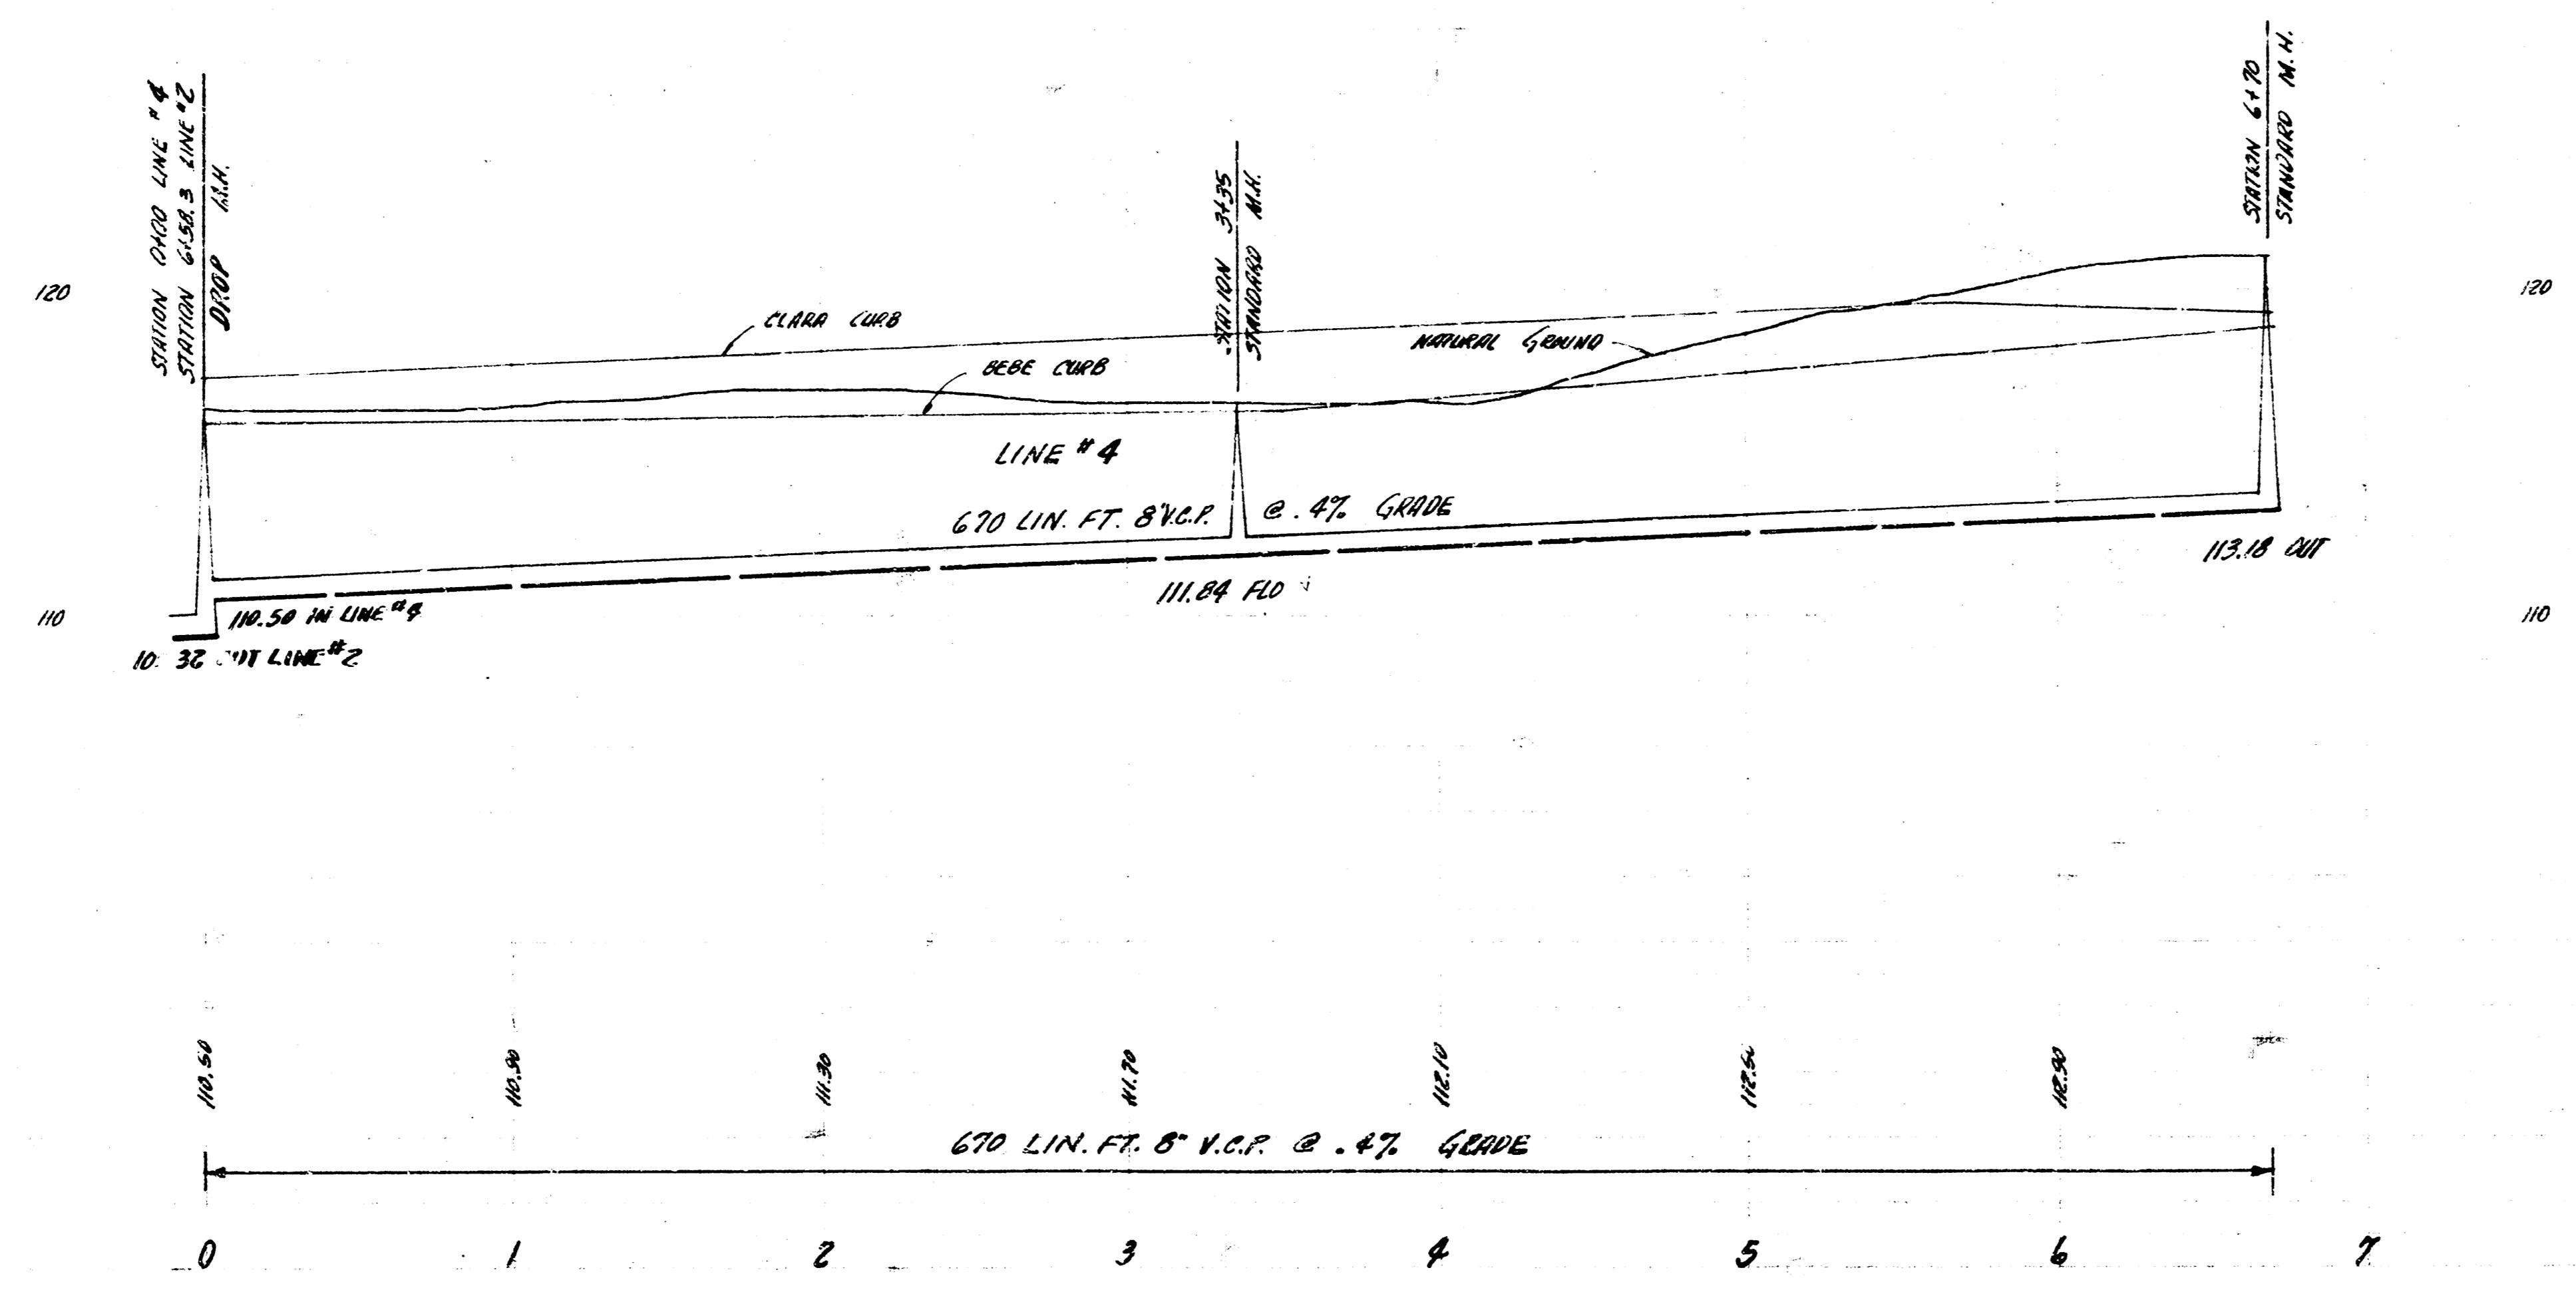 STATION 0+00 LINE #4
STATION 6+58.3 LINE #2
DROP M.H.
STATION 3+35
STANDARD M.H.
STATION 6+70
STANDARD M.H.
120
120
CLARA CURB
BEBE CURB
NATURAL GROUND
LINE #4
670 LIN. FT. 8" V.C.P. @ .4% GRADE
113.18 OUT
111.84 FLO
110
110.50 IN LINE #4
110
32 OUT LINE #2
110.50
110.90
111.30
111.70
112.10
112.50
112.90
670 LIN. FT. 8" V.C.P. @ .4% GRADE
0 1 2 3 4 5 6 7